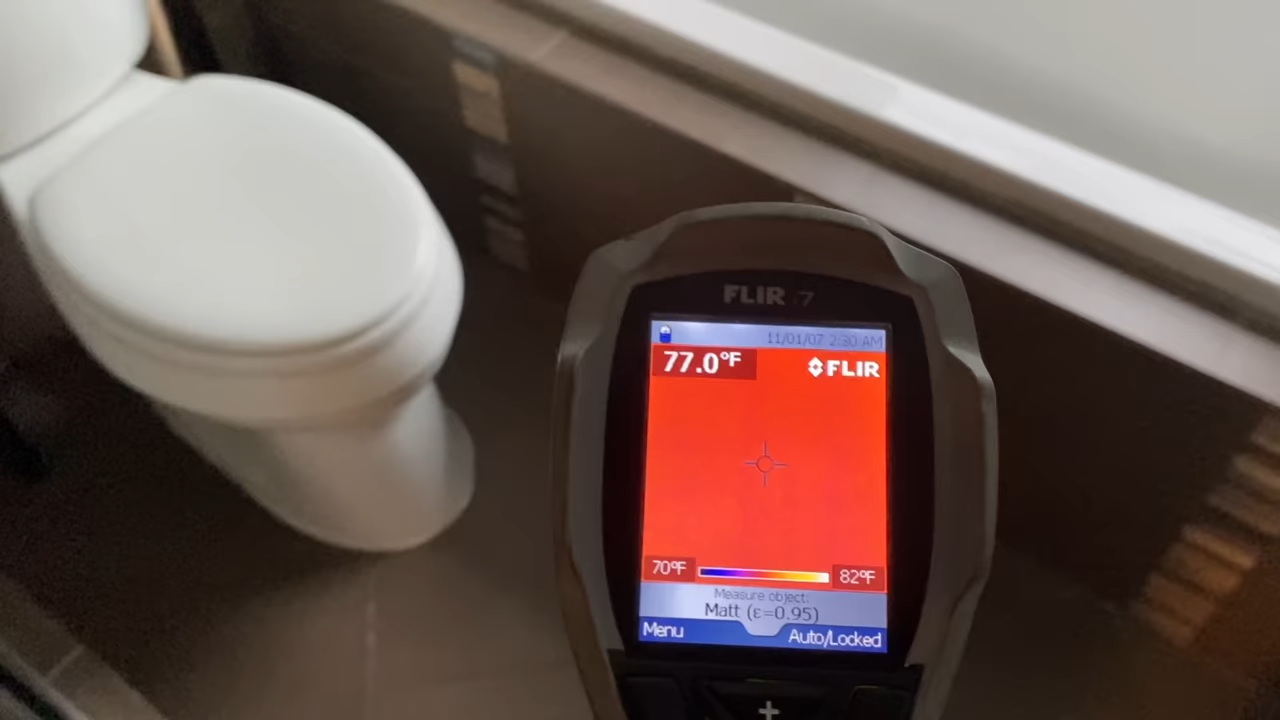 FLIR i7
11/01/07 2:30 AM
77.0°F
FLIR
70°F
82°F
Measure object:
Matt (ε=0.95)
Menu
Auto/Locked